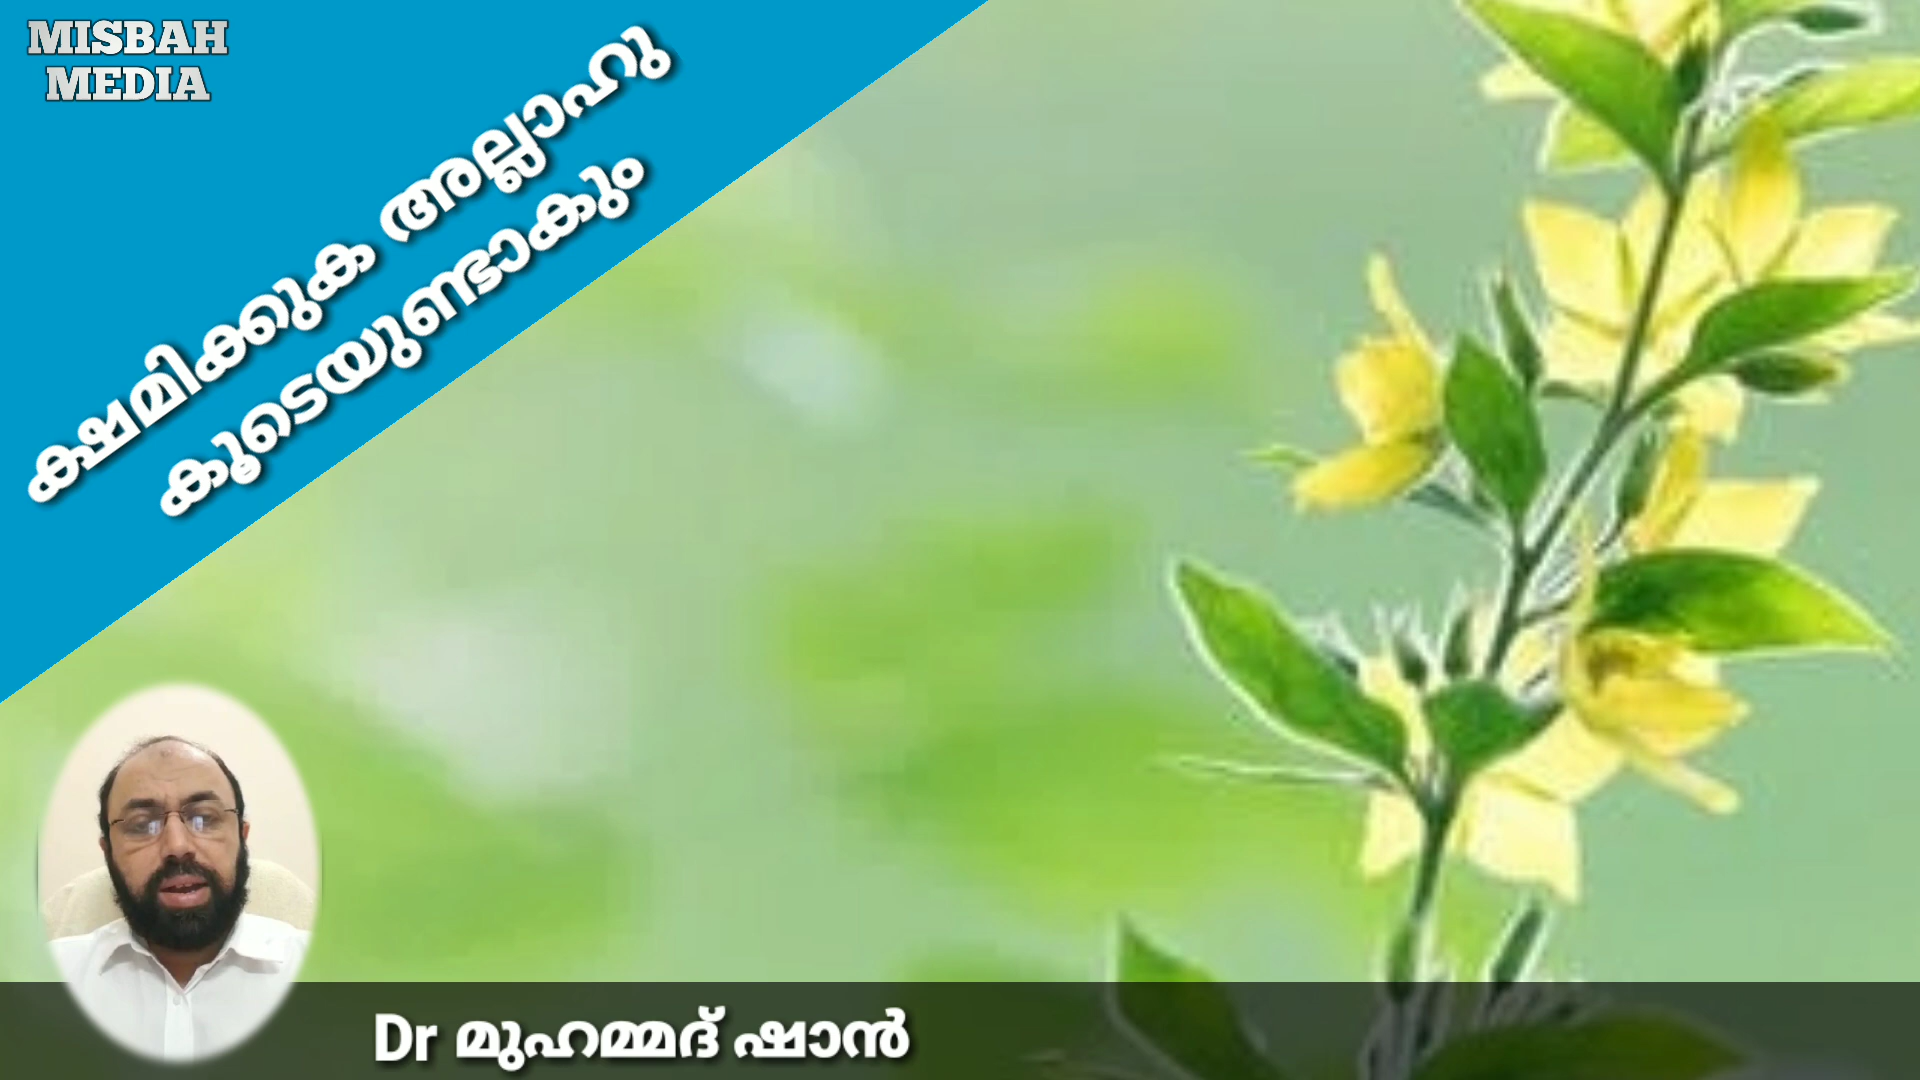 MISBAH
MEDIA
ക്ഷമിക്കുക അല്ലാഹു
കൂടെയുണ്ടാകും
Dr മുഹമ്മദ് ഷാൻ